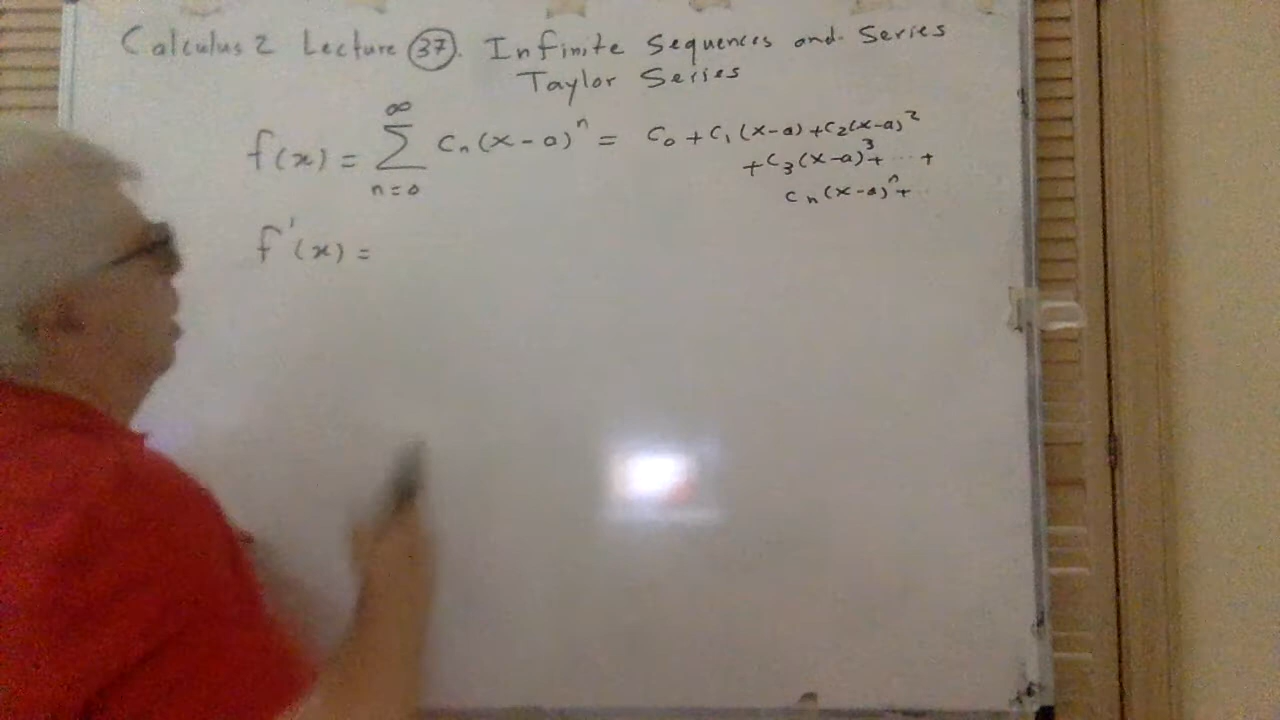 Calculus 2 Lecture 37. Infinite Sequences and Series
Taylor Series
f(x) = ∞ Σ n=0 cₙ(x-a)ⁿ = c₀ + c₁(x-a) + c₂(x-a)²
+ c₃(x-a)³ + ... +
cₙ(x-a)ⁿ + ...
f'(x) =